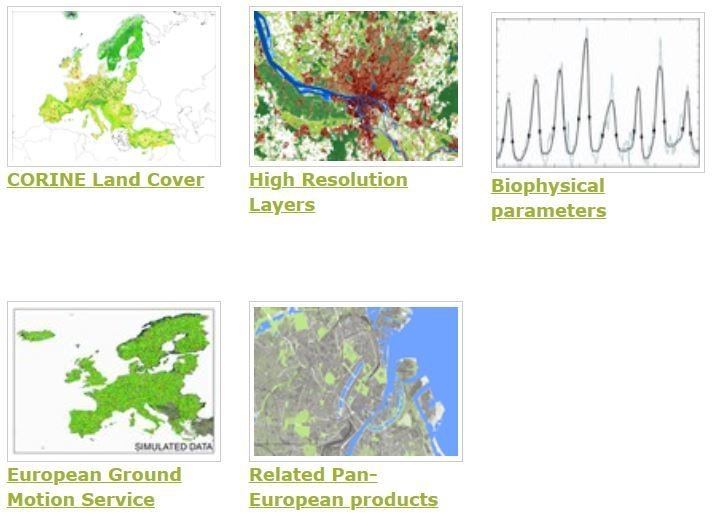 CORINE Land Cover
High Resolution
Layers
Biophysical
parameters
SIMULATED DATA
European Ground
Motion Service
Related Pan-
European products